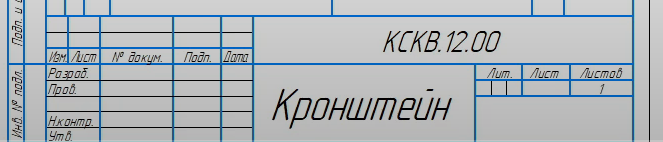 Подп. и
КСКВ.12.00
Изм. Лист № докум. Подп. Дата
Инв. № подл.
Разраб.
Пров.
Кронштейн
Лит. Лист Листов
1
Н.контр.
Утв.